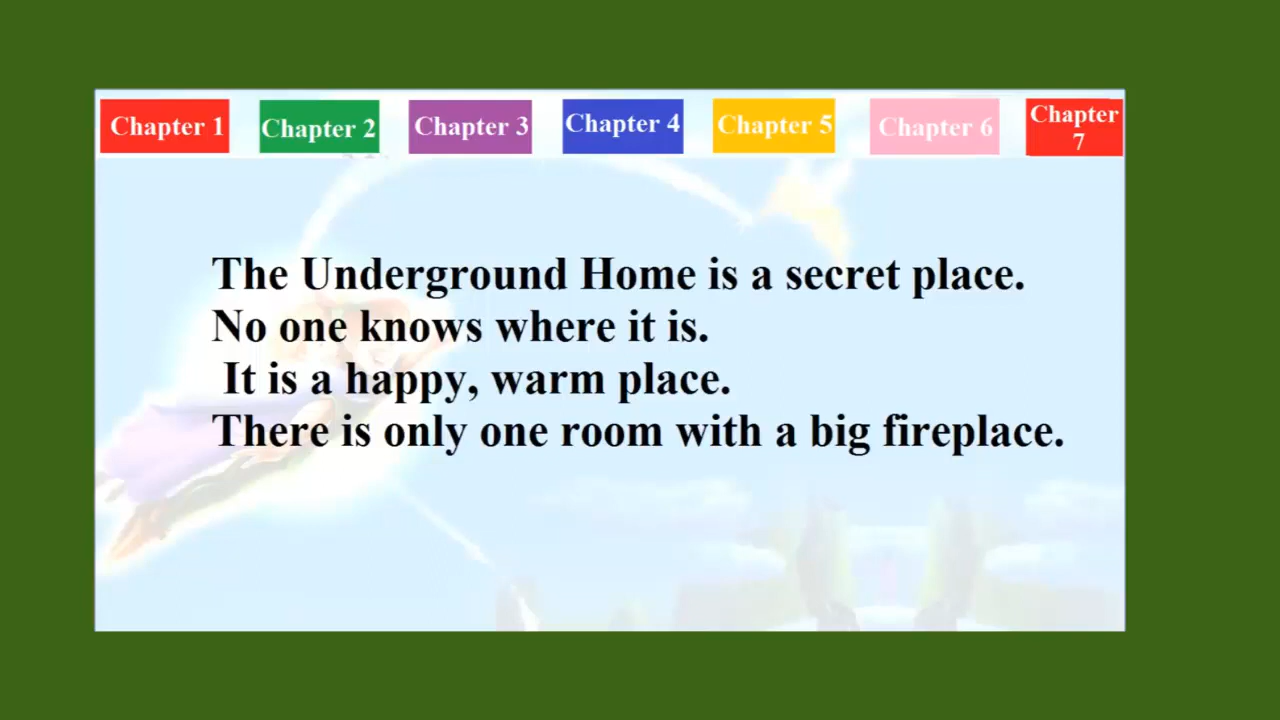 Chapter 1
Chapter 2
Chapter 3
Chapter 4
Chapter 5
Chapter 6
Chapter
7
The Underground Home is a secret place.
No one knows where it is.
It is a happy, warm place.
There is only one room with a big fireplace.